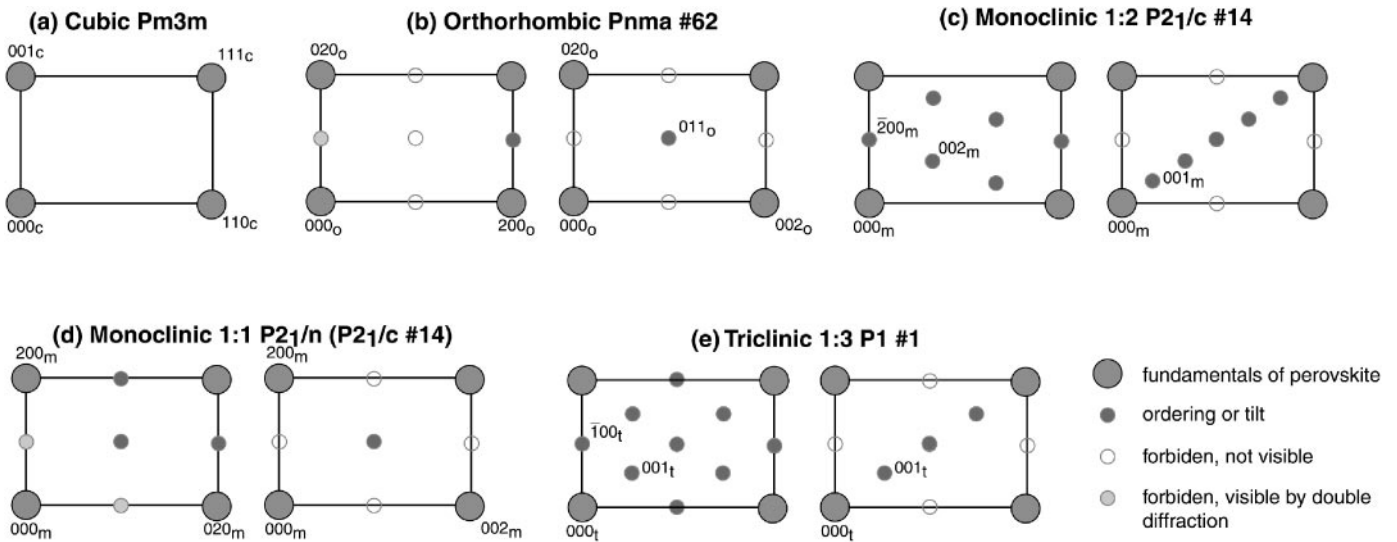 (a) Cubic Pm3m
001c
111c
000c
110c
(b) Orthorhombic Pnma #62
020o
000o
200o
020o
011o
000o
002o
(c) Monoclinic 1:2 P21/c #14
2̅00m
002m
000m
001m
000m
(d) Monoclinic 1:1 P21/n (P21/c #14)
200m
000m
020m
200m
000m
002m
(e) Triclinic 1:3 P1 #1
1̅00t
001t
000t
001t
000t
fundamentals of perovskite
ordering or tilt
forbiden, not visible
forbiden, visible by double
diffraction